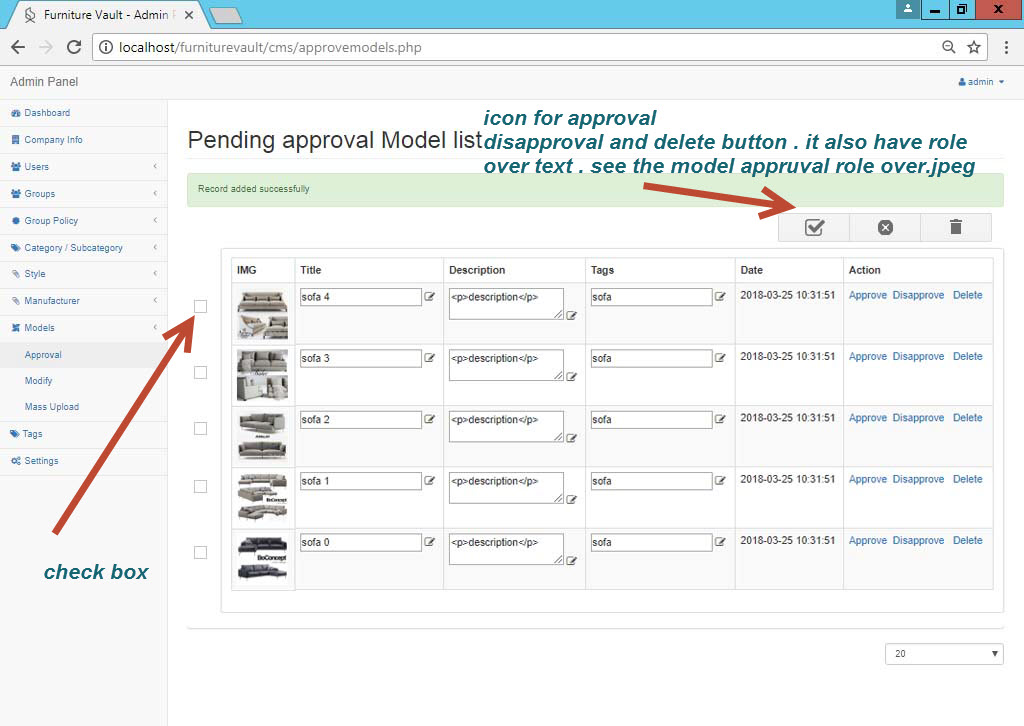 Furniture Vault - Admin
localhost/furniturevault/cms/approvemodels.php
Admin Panel
admin
Dashboard
Company Info
Users
Groups
Group Policy
Category / Subcategory
Style
Manufacturer
Models
Approval
Modify
Mass Upload
Tags
Settings
icon for approval
Pending approval Model list
disapproval and delete button . it also have role
over text . see the model appruval role over.jpeg
Record added successfully
IMG Title Description Tags Date Action
sofa 4 <p>description</p> sofa 2018-03-25 10:31:51 Approve Disapprove Delete
sofa 3 <p>description</p> sofa 2018-03-25 10:31:51 Approve Disapprove Delete
sofa 2 <p>description</p> sofa 2018-03-25 10:31:51 Approve Disapprove Delete
sofa 1 <p>description</p> sofa 2018-03-25 10:31:51 Approve Disapprove Delete
BoConcept
sofa 0 <p>description</p> sofa 2018-03-25 10:31:51 Approve Disapprove Delete
BoConcept
check box
20